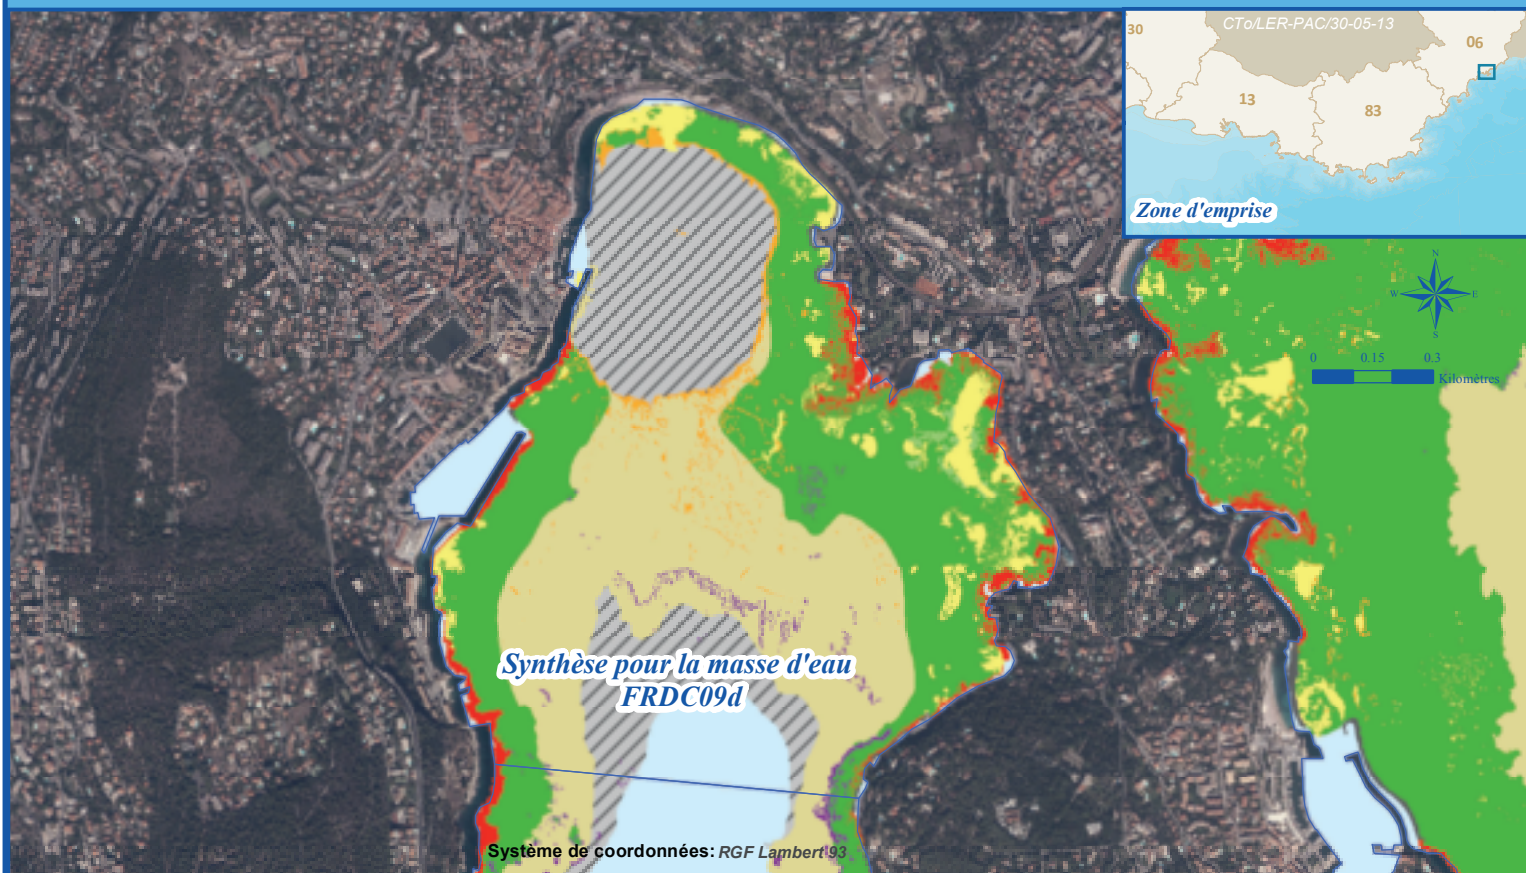 CTo/LER-PAC/30-05-13
30
06
13
83
Zone d'emprise
N
W E
S
0 0.15 0.3
Kilomètres
Synthèse pour la masse d'eau
FRDC09d
Système de coordonnées: RGF Lambert 93